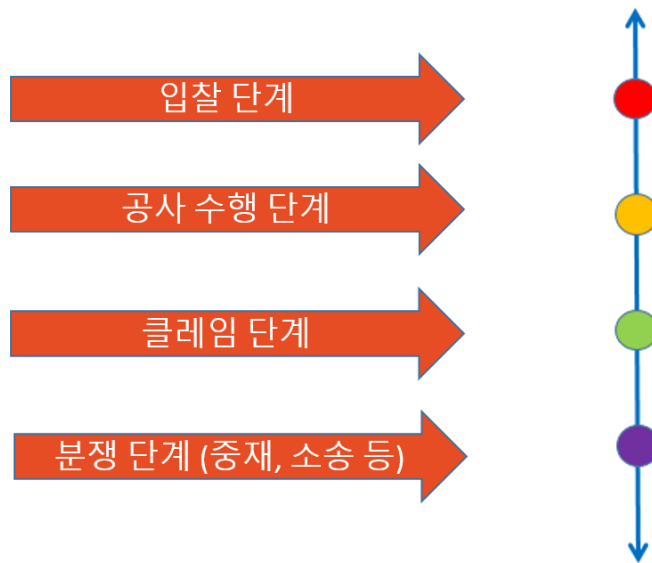 입찰 단계
공사 수행 단계
클레임 단계
분쟁 단계 (중재, 소송 등)